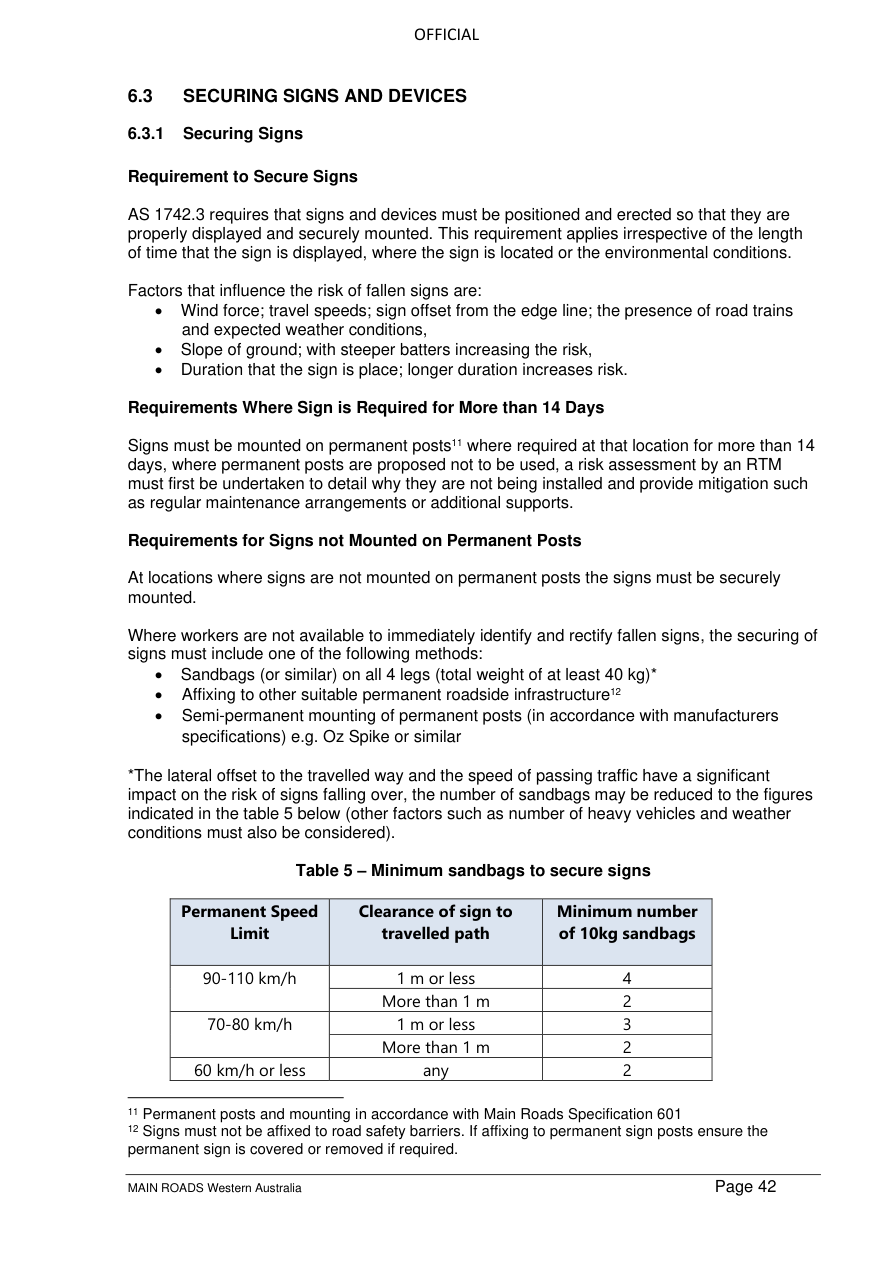 OFFICIAL
6.3 SECURING SIGNS AND DEVICES
6.3.1 Securing Signs
Requirement to Secure Signs
AS 1742.3 requires that signs and devices must be positioned and erected so that they are
properly displayed and securely mounted. This requirement applies irrespective of the length
of time that the sign is displayed, where the sign is located or the environmental conditions.
Factors that influence the risk of fallen signs are:
• Wind force; travel speeds; sign offset from the edge line; the presence of road trains
and expected weather conditions,
• Slope of ground; with steeper batters increasing the risk,
• Duration that the sign is place; longer duration increases risk.
Requirements Where Sign is Required for More than 14 Days
Signs must be mounted on permanent posts¹¹ where required at that location for more than 14
days, where permanent posts are proposed not to be used, a risk assessment by an RTM
must first be undertaken to detail why they are not being installed and provide mitigation such
as regular maintenance arrangements or additional supports.
Requirements for Signs not Mounted on Permanent Posts
At locations where signs are not mounted on permanent posts the signs must be securely
mounted.
Where workers are not available to immediately identify and rectify fallen signs, the securing of
signs must include one of the following methods:
• Sandbags (or similar) on all 4 legs (total weight of at least 40 kg)*
• Affixing to other suitable permanent roadside infrastructure¹²
• Semi-permanent mounting of permanent posts (in accordance with manufacturers
specifications) e.g. Oz Spike or similar
*The lateral offset to the travelled way and the speed of passing traffic have a significant
impact on the risk of signs falling over, the number of sandbags may be reduced to the figures
indicated in the table 5 below (other factors such as number of heavy vehicles and weather
conditions must also be considered).
Table 5 – Minimum sandbags to secure signs
Permanent Speed Clearance of sign to Minimum number
Limit travelled path of 10kg sandbags
90-110 km/h 1 m or less 4
More than 1 m 2
70-80 km/h 1 m or less 3
More than 1 m 2
60 km/h or less any 2
¹¹ Permanent posts and mounting in accordance with Main Roads Specification 601
¹² Signs must not be affixed to road safety barriers. If affixing to permanent sign posts ensure the
permanent sign is covered or removed if required.
MAIN ROADS Western Australia Page 42